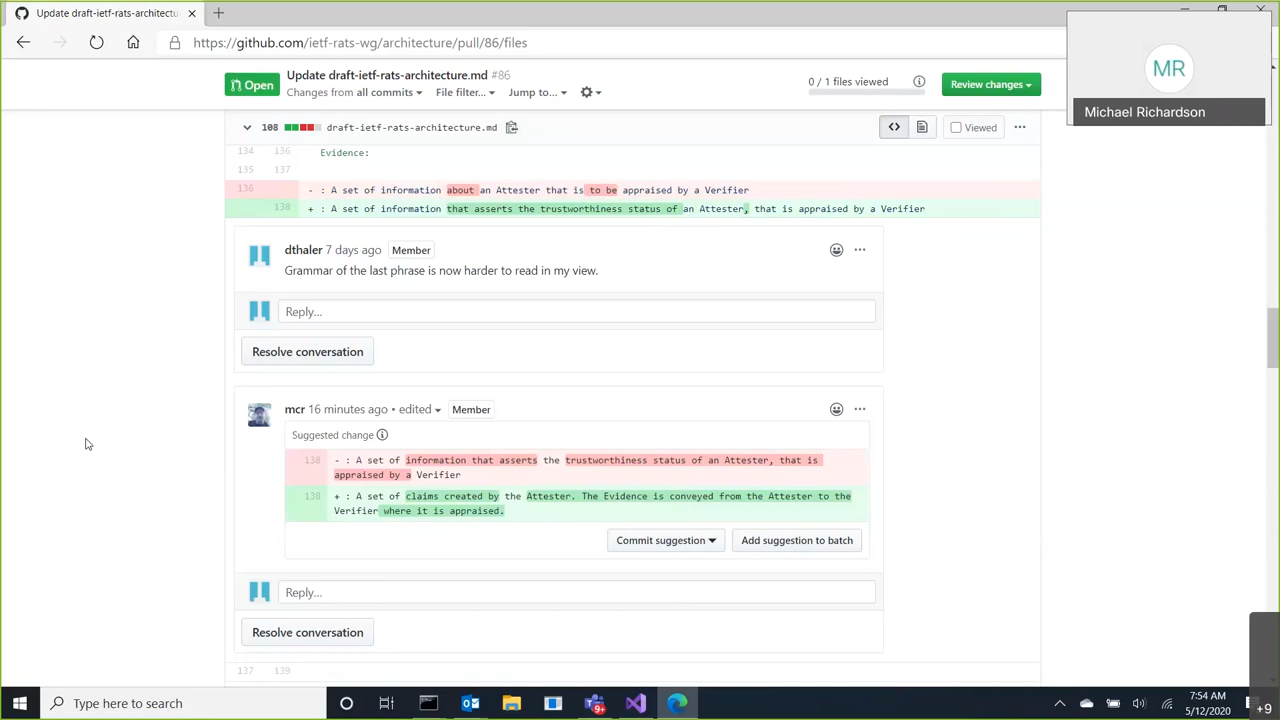 Update draft-ietf-rats-architectu
https://github.com/ietf-rats-wg/architecture/pull/86/files
MR
Michael Richardson
Open
Update draft-ietf-rats-architecture.md #86
Changes from all commits
File filter...
Jump to...
0 / 1 files viewed
Review changes
108 draft-ietf-rats-architecture.md
Viewed
134 136 Evidence:
135 137
136 - : A set of information about an Attester that is to be appraised by a Verifier
138 + : A set of information that asserts the trustworthiness status of an Attester, that is appraised by a Verifier
dthaler 7 days ago Member
Grammar of the last phrase is now harder to read in my view.
Reply...
Resolve conversation
mcr 16 minutes ago • edited Member
Suggested change
138 - : A set of information that asserts the trustworthiness status of an Attester, that is
appraised by a Verifier
138 + : A set of claims created by the Attester. The Evidence is conveyed from the Attester to the
Verifier where it is appraised.
Commit suggestion
Add suggestion to batch
Reply...
Resolve conversation
137 139
Type here to search
9+
7:54 AM
5/12/2020
+9